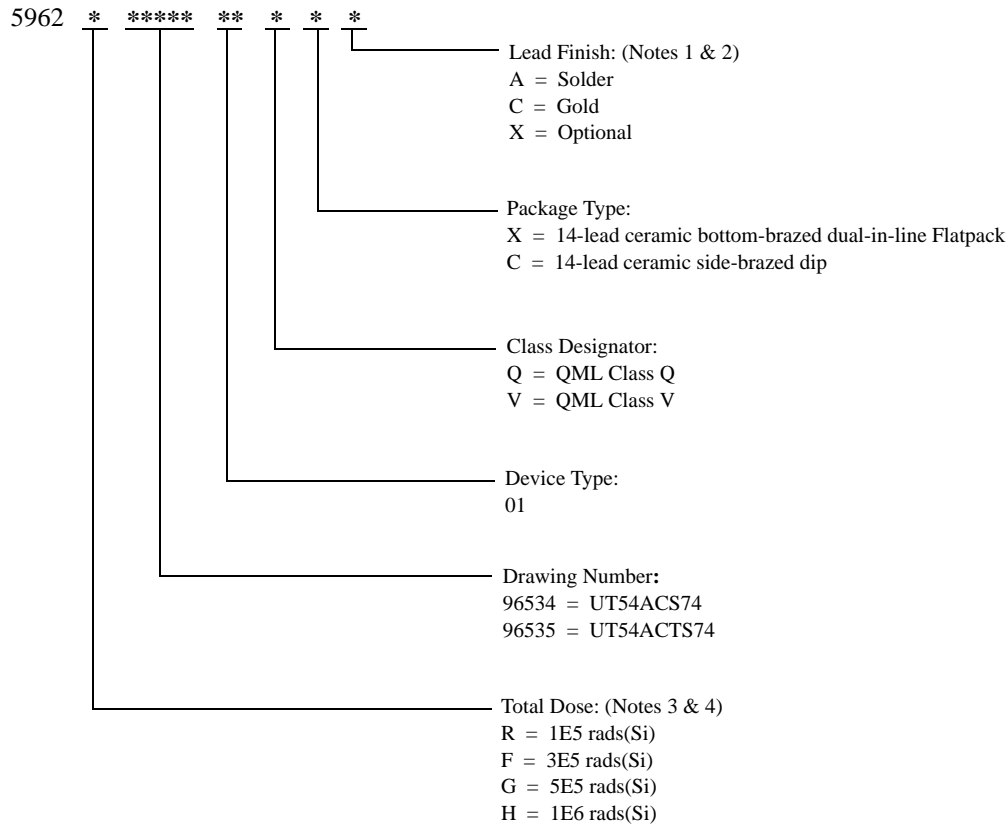 5962 * ***** ** * * *
Lead Finish: (Notes 1 & 2)
A = Solder
C = Gold
X = Optional
Package Type:
X = 14-lead ceramic bottom-brazed dual-in-line Flatpack
C = 14-lead ceramic side-brazed dip
Class Designator:
Q = QML Class Q
V = QML Class V
Device Type:
01
Drawing Number:
96534 = UT54ACS74
96535 = UT54ACTS74
Total Dose: (Notes 3 & 4)
R = 1E5 rads(Si)
F = 3E5 rads(Si)
G = 5E5 rads(Si)
H = 1E6 rads(Si)